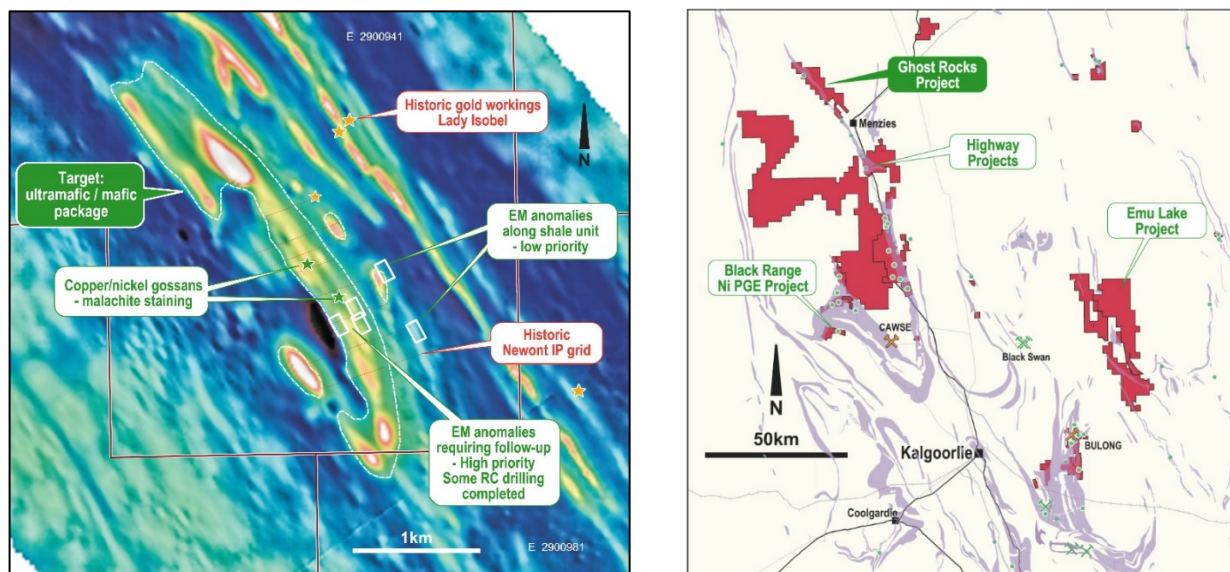 E 2900941
Historic gold workings
Lady Isobel
N
Target:
ultramafic / mafic
package
EM anomalies
along shale unit
- low priority
Copper/nickel gossans
- malachite staining
Historic
Newont IP grid
EM anomalies
requiring follow-up
- High priority
Some RC drilling
completed
1km
E 2900981
Ghost Rocks
Project
Menzies
Highway
Projects
Emu Lake
Project
Black Range
Ni PGE Project
CAWSE
Black Swan
N
50km
Kalgoorlie
BULONG
Coolgardie